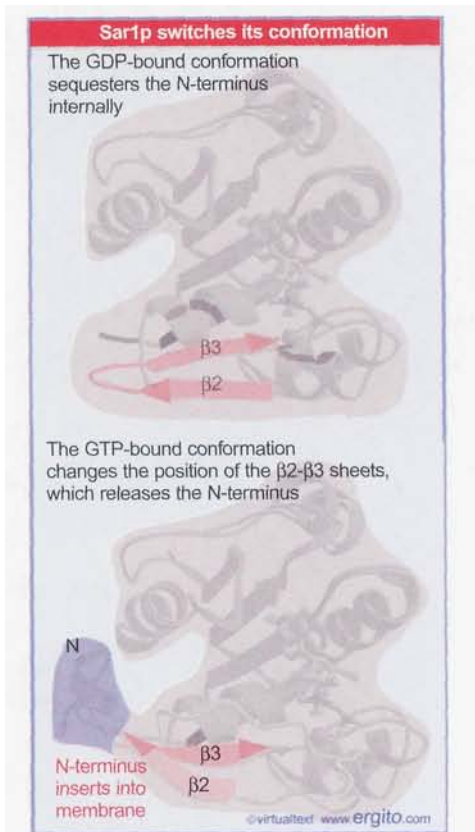 Sar1p switches its conformation
The GDP-bound conformation
sequesters the N-terminus
internally
β3
β2
The GTP-bound conformation
changes the position of the β2-β3 sheets,
which releases the N-terminus
N
β3
N-terminus
inserts into
membrane
β2
©virtualtext www.ergito.com